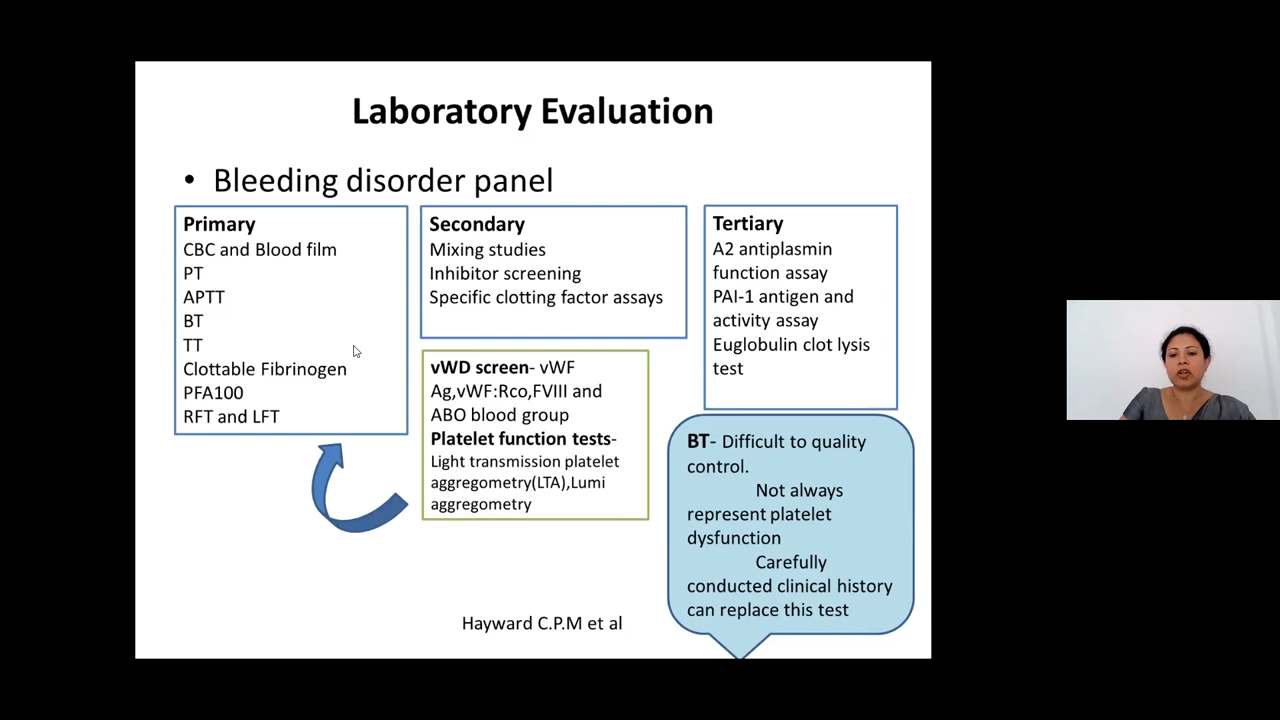 Laboratory Evaluation
• Bleeding disorder panel
Primary
CBC and Blood film
PT
APTT
BT
TT
Clottable Fibrinogen
PFA100
RFT and LFT
Secondary
Mixing studies
Inhibitor screening
Specific clotting factor assays
vWD screen- vWF
Ag,vWF:Rco,FVIII and
ABO blood group
Platelet function tests-
Light transmission platelet
aggregometry(LTA),Lumi
aggregometry
Tertiary
A2 antiplasmin
function assay
PAI-1 antigen and
activity assay
Euglobulin clot lysis
test
BT- Difficult to quality
control.
Not always
represent platelet
dysfunction
Carefully
conducted clinical history
can replace this test
Hayward C.P.M et al